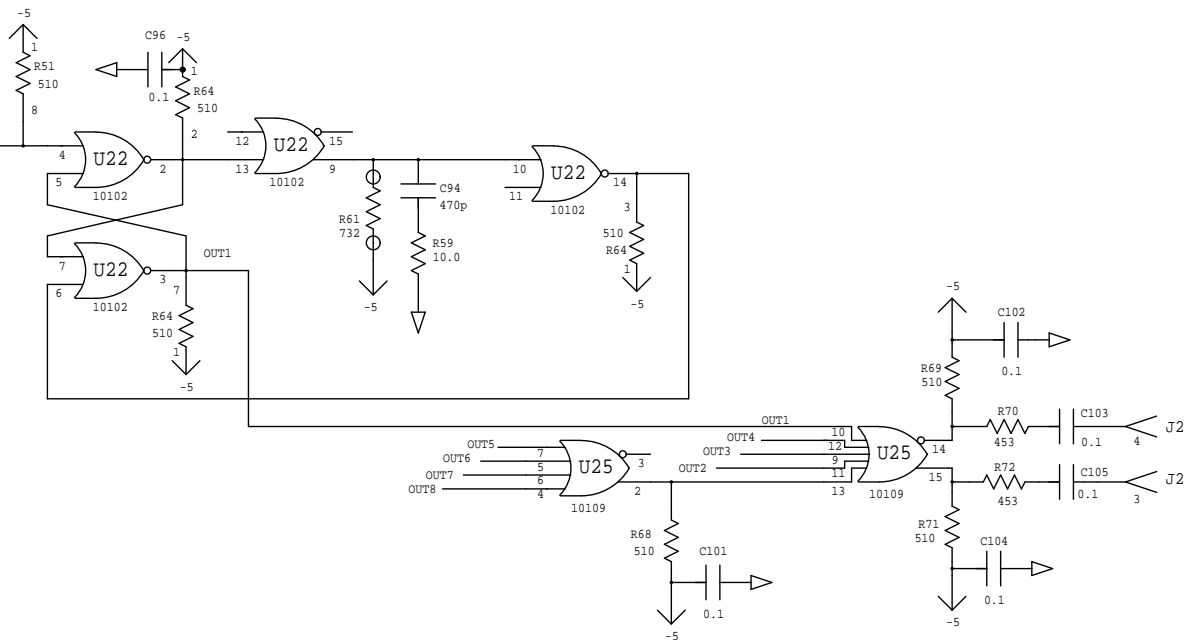 -5
1
R51
510
8
C96
-5
1
0.1
R64
510
2
4
5
U22
2
10102
12
13
U22
15
9
10102
R61
732
-5
C94
470p
R59
10.0
10
11
U22
14
10102
3
510
R64
1
-5
7
6
U22
3
10102
OUT1
7
R64
510
1
-5
OUT5
OUT6
OUT7
OUT8
7
5
6
4
U25
3
2
10109
R68
510
C101
0.1
-5
OUT1
OUT4
OUT3
OUT2
10
12
9
11
13
U25
14
15
10109
-5
C102
0.1
R69
510
R70
453
C103
0.1
4
J2
R72
453
C105
0.1
3
J2
R71
510
C104
0.1
-5